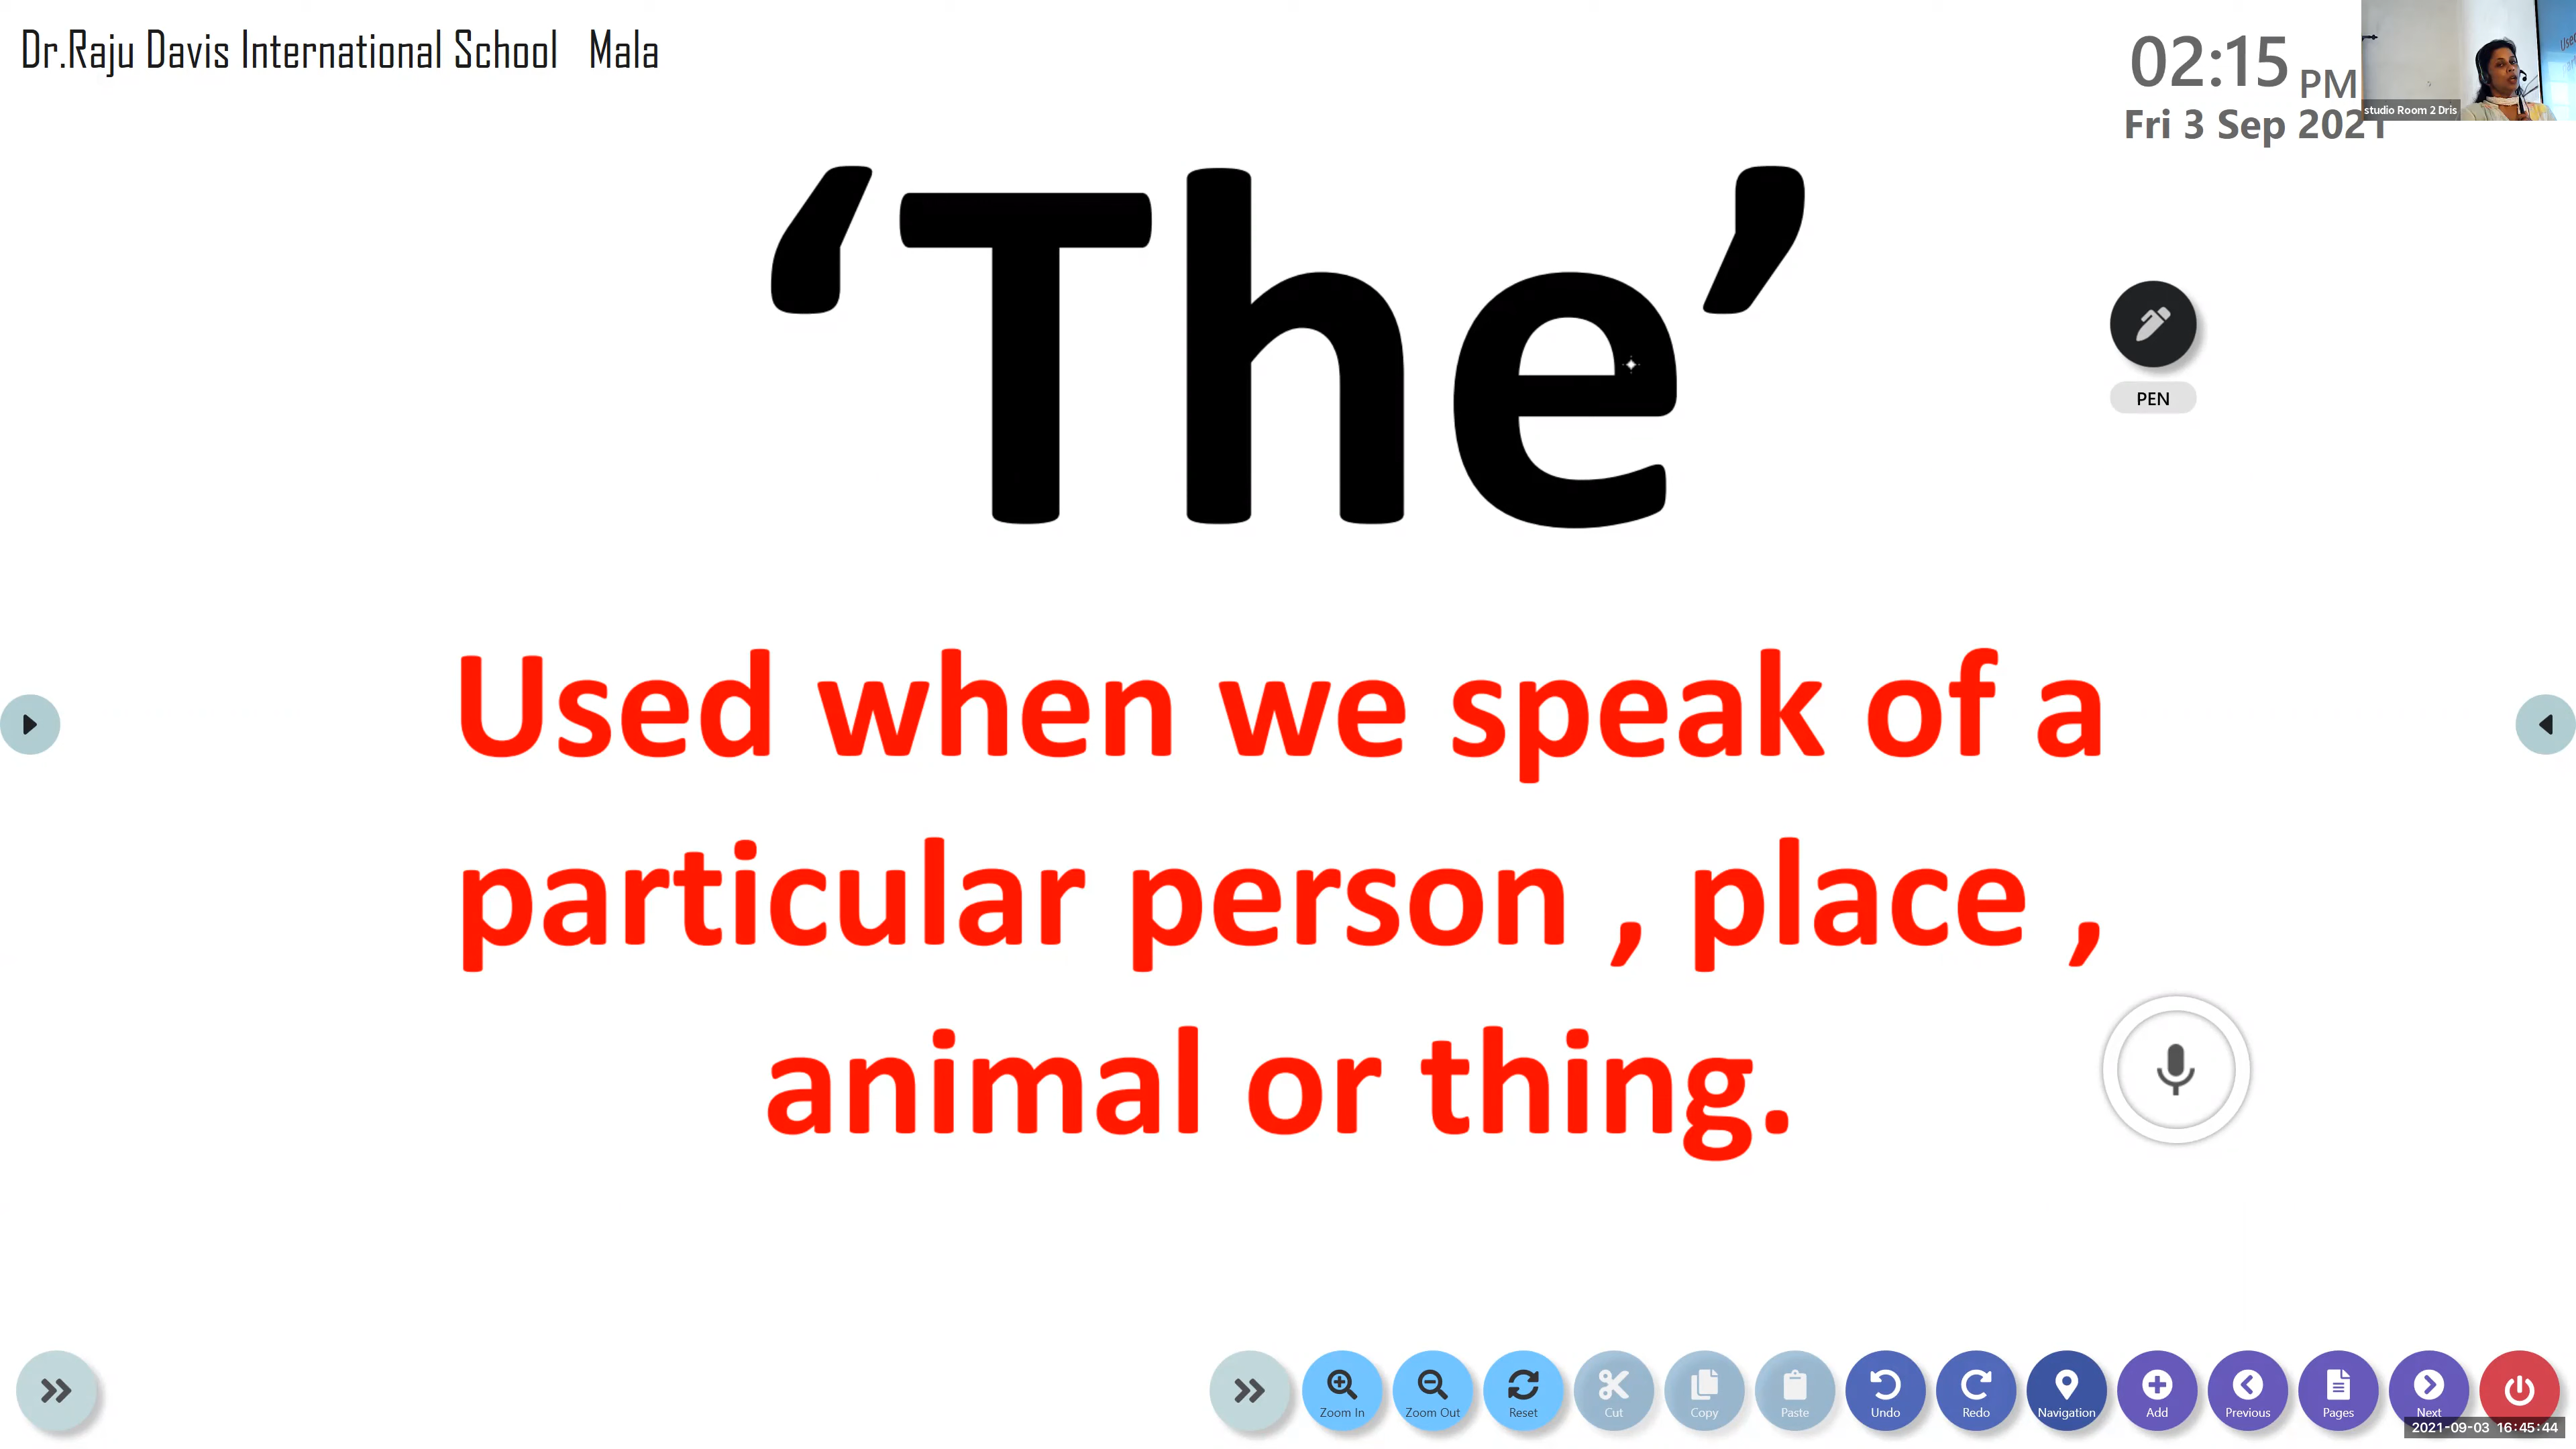 Dr.Raju Davis International School Mala
02:15 PM
Fri 3 Sep 2021
studio Room 2 Dris
‘The’
PEN
Used when we speak of a
particular person , place ,
animal or thing.
Zoom In Zoom Out Reset Cut Copy Paste Undo Redo Navigation Add Previous Pages Next
2021-09-03 16:45:44